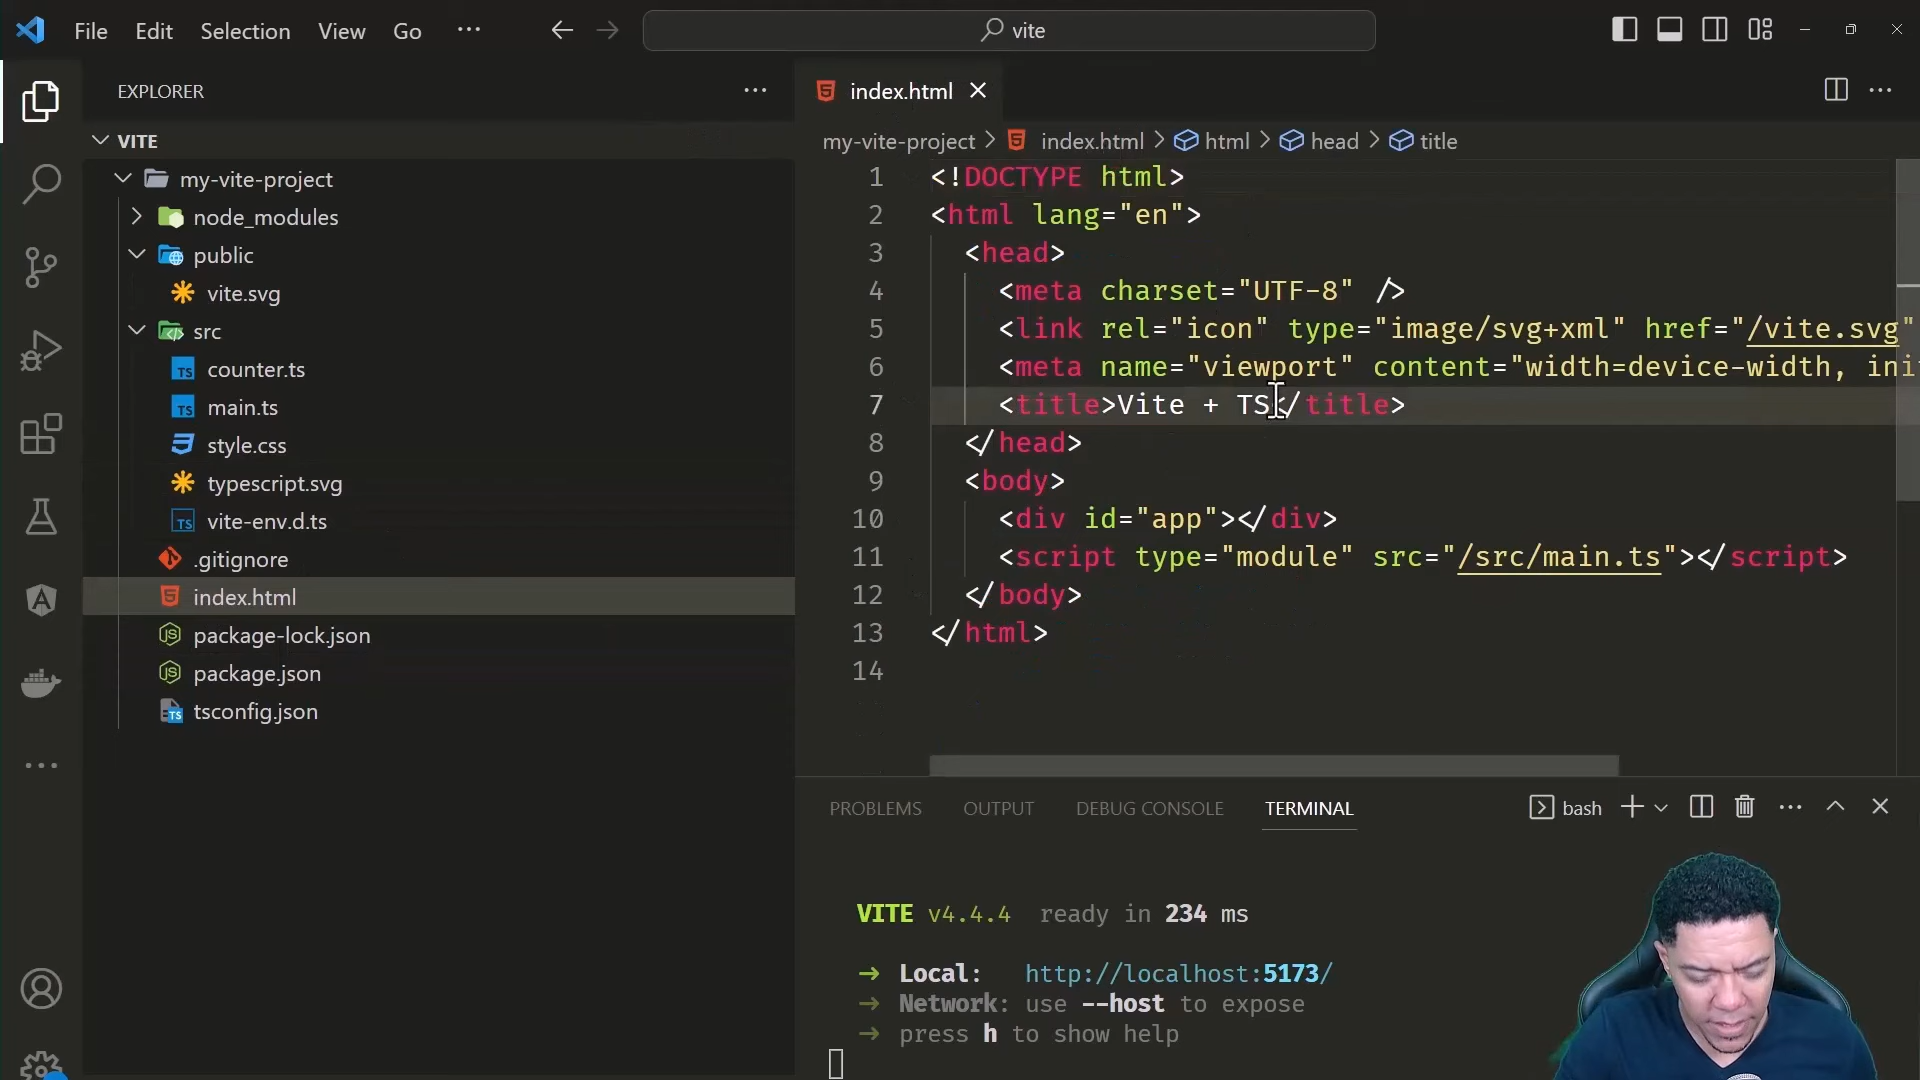 File Edit Selection View Go ··· vite
EXPLORER ···
VITE
my-vite-project
node_modules
public
vite.svg
src
counter.ts
main.ts
style.css
typescript.svg
vite-env.d.ts
.gitignore
index.html
package-lock.json
package.json
tsconfig.json
index.html
my-vite-project > index.html > html > head > title
1 <!DOCTYPE html>
2 <html lang="en">
3 <head>
4 <meta charset="UTF-8" />
5 <link rel="icon" type="image/svg+xml" href="/vite.svg"
6 <meta name="viewport" content="width=device-width, ini
7 <title>Vite + TS</title>
8 </head>
9 <body>
10 <div id="app"></div>
11 <script type="module" src="/src/main.ts"></script>
12 </body>
13 </html>
14
PROBLEMS OUTPUT DEBUG CONSOLE TERMINAL bash
VITE v4.4.4 ready in 234 ms
➜ Local: http://localhost:5173/
➜ Network: use --host to expose
➜ press h to show help